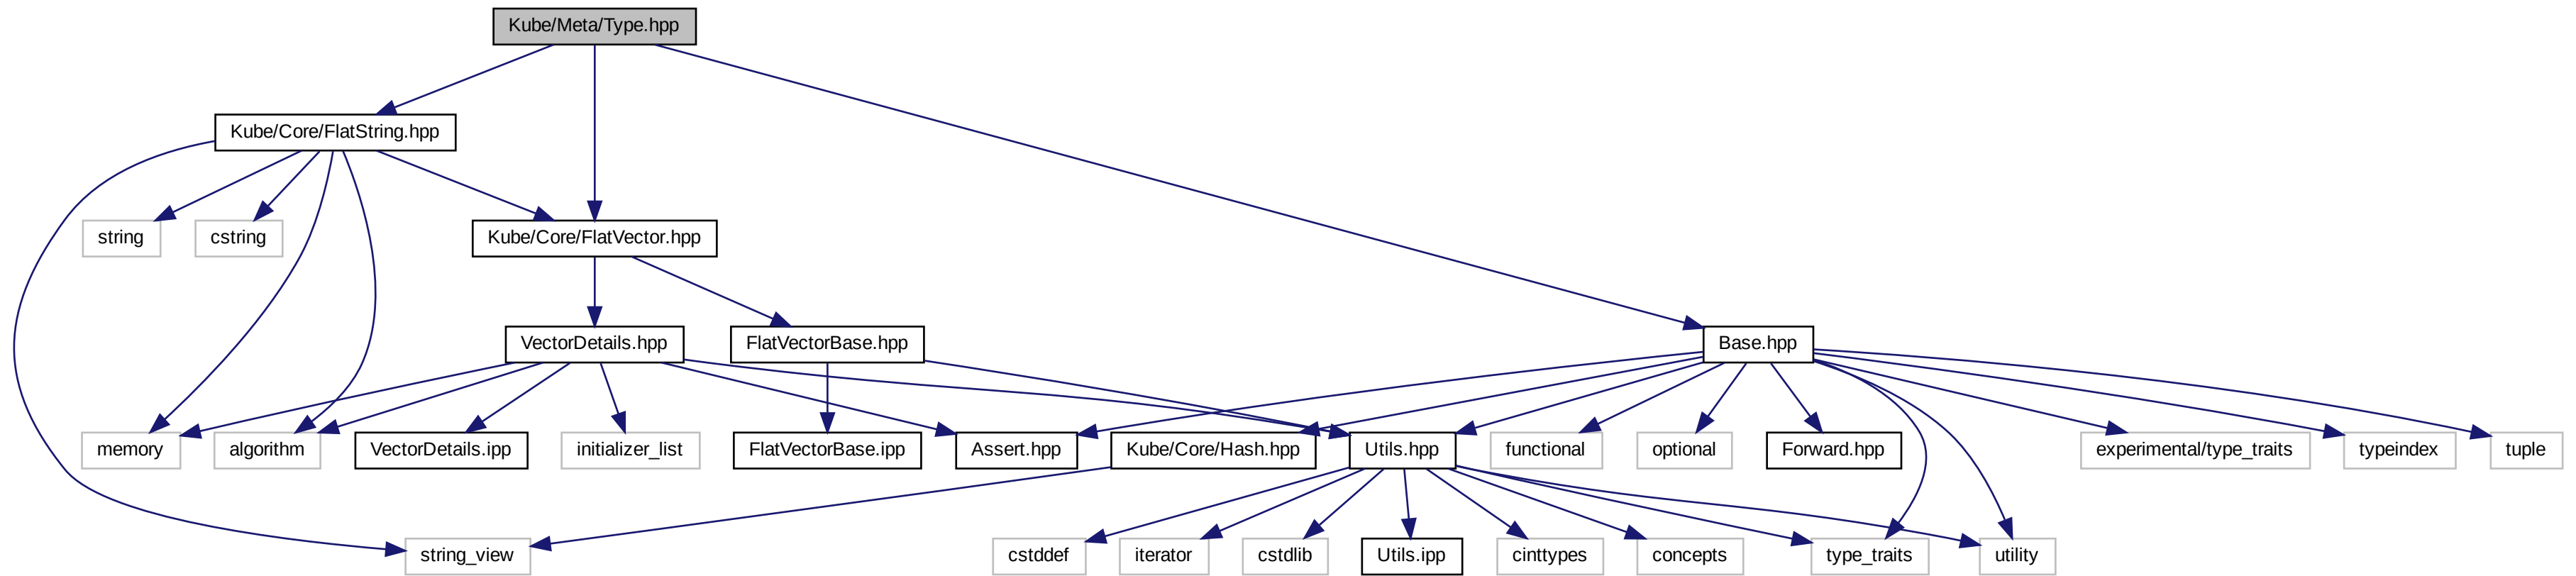 Kube/Meta/Type.hpp
Kube/Core/FlatString.hpp
string
cstring
Kube/Core/FlatVector.hpp
VectorDetails.hpp
FlatVectorBase.hpp
Base.hpp
memory
algorithm
VectorDetails.ipp
initializer_list
FlatVectorBase.ipp
Assert.hpp
Kube/Core/Hash.hpp
Utils.hpp
functional
optional
Forward.hpp
experimental/type_traits
typeindex
tuple
string_view
cstddef
iterator
cstdlib
Utils.ipp
cinttypes
concepts
type_traits
utility